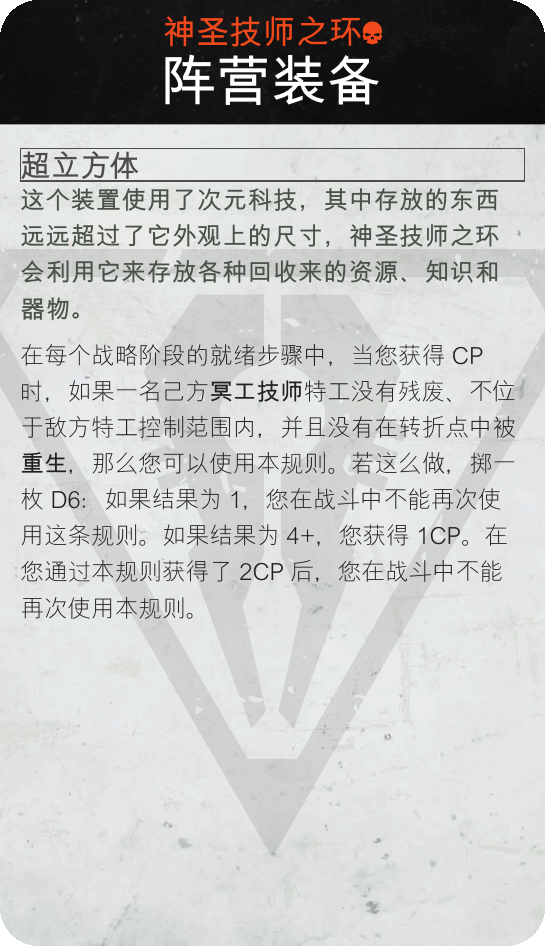 神圣技师之环
阵营装备
超立方体
这个装置使用了次元科技，其中存放的东西
远远超过了它外观上的尺寸，神圣技师之环
会利用它来存放各种回收来的资源、知识和
器物。
在每个战略阶段的就绪步骤中，当您获得 CP
时，如果一名己方冥工技师特工没有残废、不位
于敌方特工控制范围内，并且没有在转折点中被
重生，那么您可以使用本规则。若这么做，掷一
枚 D6：如果结果为 1，您在战斗中不能再次使
用这条规则。如果结果为 4+，您获得 1CP。在
您通过本规则获得了 2CP 后，您在战斗中不能
再次使用本规则。